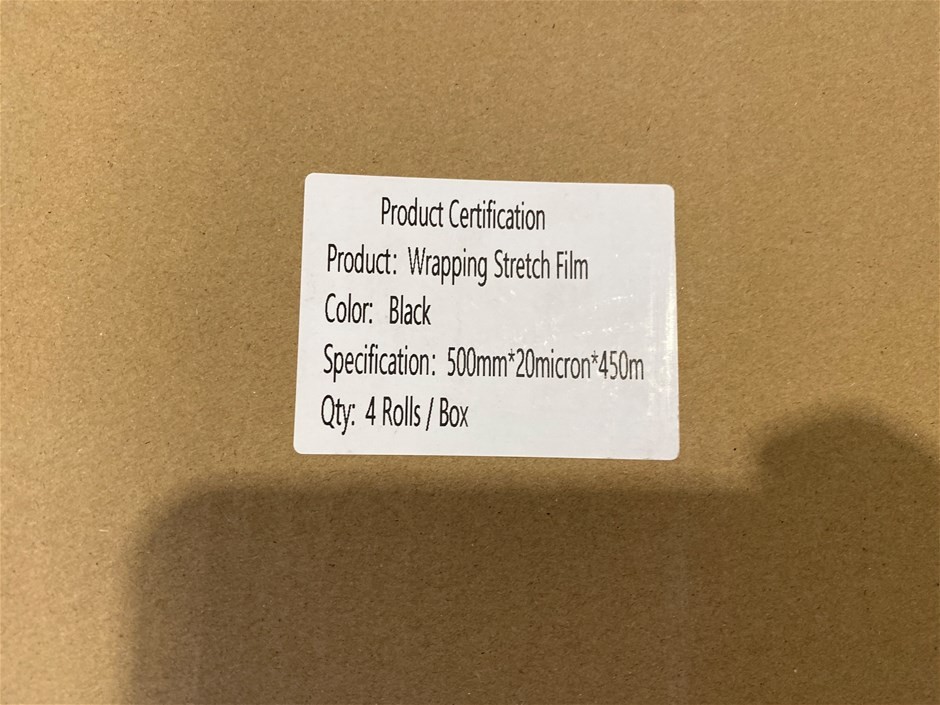 Product Certification
Product: Wrapping Stretch Film
Color: Black
Specification: 500mm*20micron*450m
Qty: 4 Rolls / Box